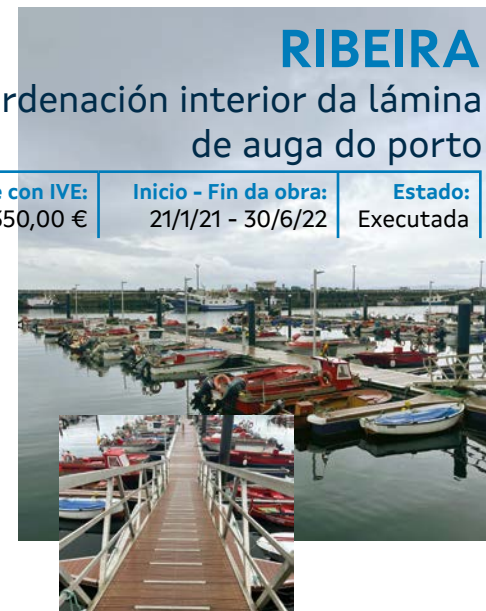 RIBEIRA
rdenación interior da lámina
de auga do porto
con IVE: Inicio - Fin da obra: Estado:
50,00 € 21/1/21 - 30/6/22 Executada